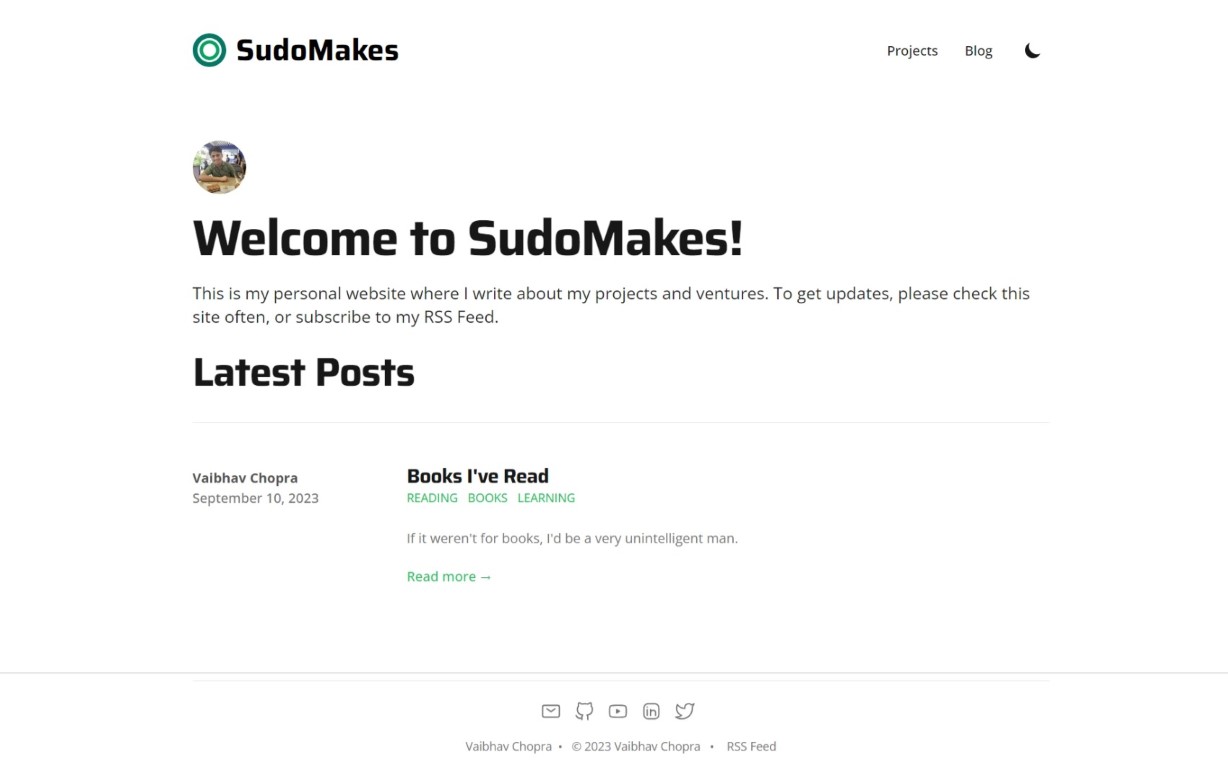 SudoMakes
Projects Blog
Welcome to SudoMakes!
This is my personal website where I write about my projects and ventures. To get updates, please check this
site often, or subscribe to my RSS Feed.
Latest Posts
Vaibhav Chopra
September 10, 2023
Books I've Read
READING BOOKS LEARNING
If it weren't for books, I'd be a very unintelligent man.
Read more →
in
Vaibhav Chopra • © 2023 Vaibhav Chopra • RSS Feed